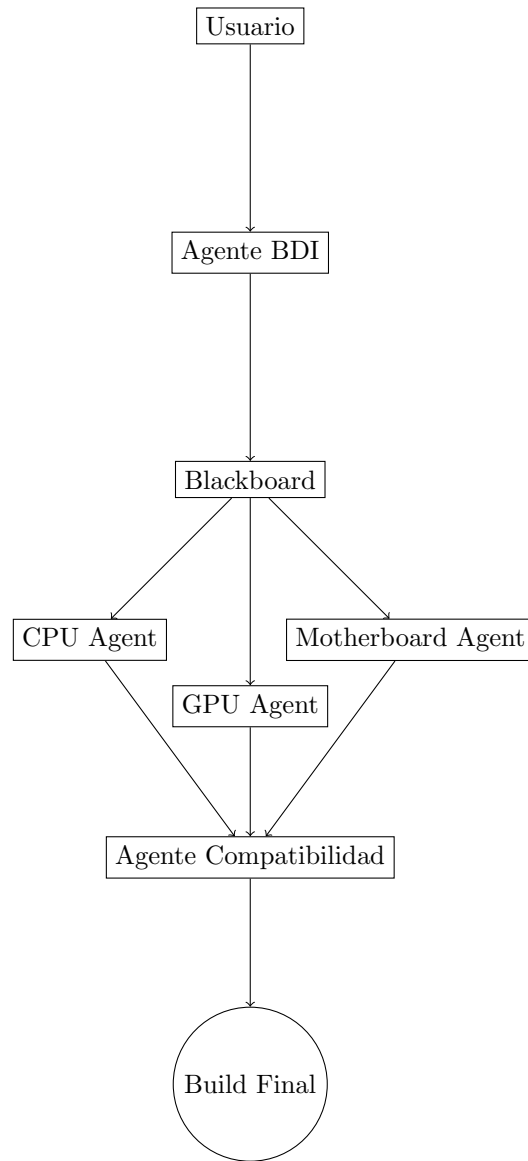 Usuario
Agente BDI
Blackboard
CPU Agent
Motherboard Agent
GPU Agent
Agente Compatibilidad
Build Final